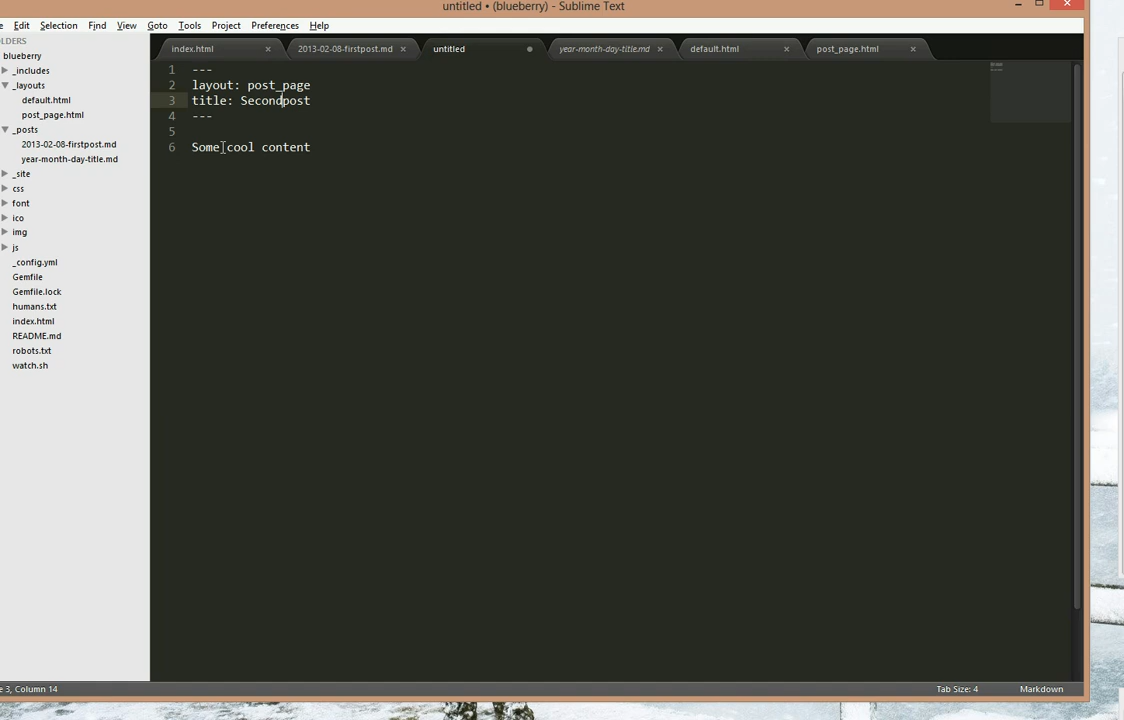 untitled • (blueberry) - Sublime Text
e Edit Selection Find View Goto Tools Project Preferences Help
OLDERS
blueberry
_includes
_layouts
default.html
post_page.html
_posts
2013-02-08-firstpost.md
year-month-day-title.md
_site
css
font
ico
img
js
_config.yml
Gemfile
Gemfile.lock
humans.txt
index.html
README.md
robots.txt
watch.sh
index.html 2013-02-08-firstpost.md untitled year-month-day-title.md default.html post_page.html
1 ---
2 layout: post_page
3 title: Secondpost
4 ---
5
6 Some cool content
e 3, Column 14 Tab Size: 4 Markdown